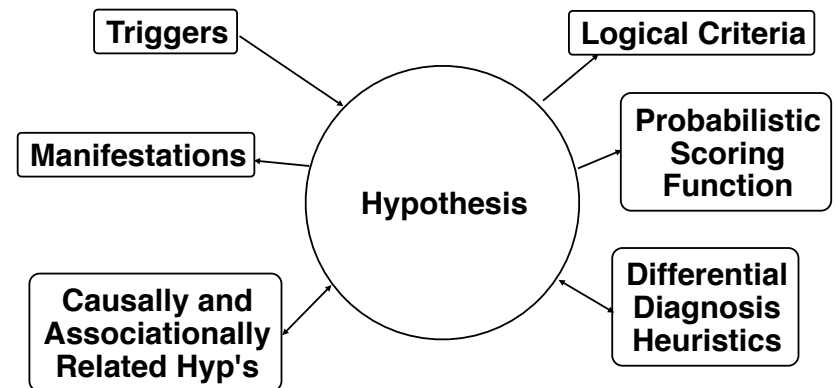 Triggers
Logical Criteria
Manifestations
Probabilistic
Scoring
Function
Hypothesis
Causally and
Associationally
Related Hyp's
Differential
Diagnosis
Heuristics